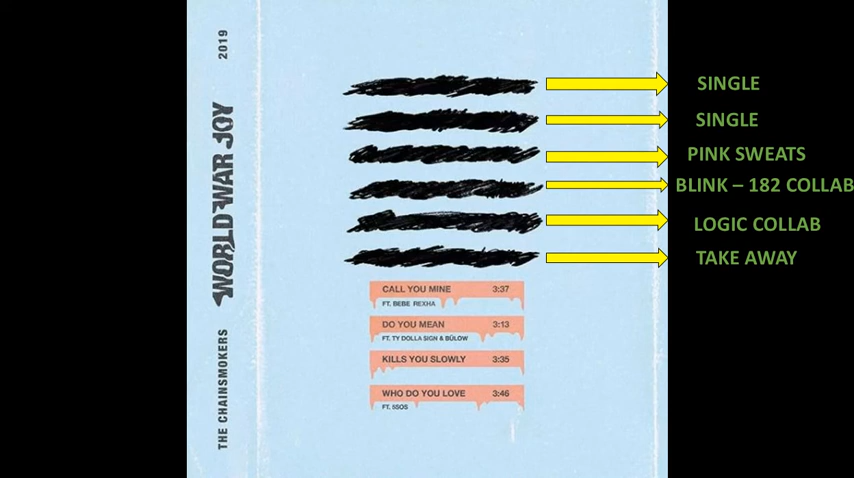 2019
WORLD WAR JOY
THE CHAINSMOKERS
SINGLE
SINGLE
PINK SWEATS
BLINK – 182 COLLAB
LOGIC COLLAB
TAKE AWAY
CALL YOU MINE 3:37
FT. BEBE REXHA
DO YOU MEAN 3:13
FT. TY DOLLA $IGN & BÜLOW
KILLS YOU SLOWLY 3:35
WHO DO YOU LOVE 3:46
FT. 5SOS